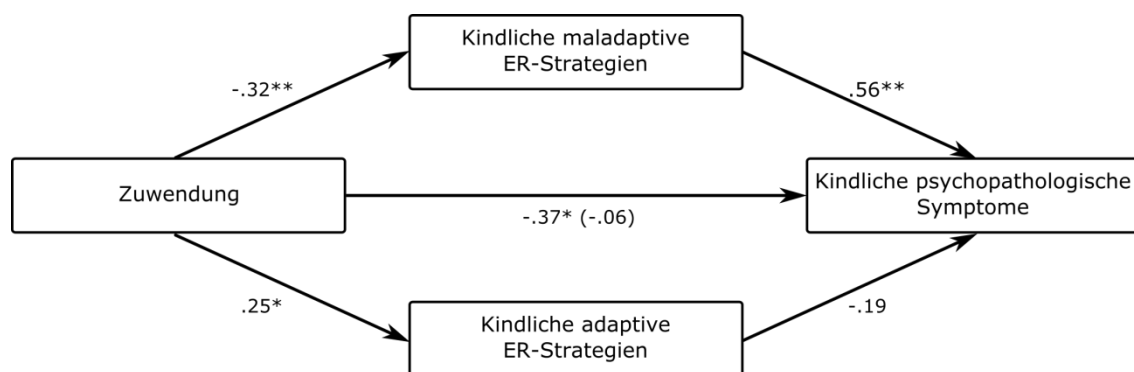 Kindliche maladaptive
ER-Strategien
-.32**
.56**
Zuwendung
Kindliche psychopathologische
Symptome
-.37* (-.06)
.25*
-.19
Kindliche adaptive
ER-Strategien